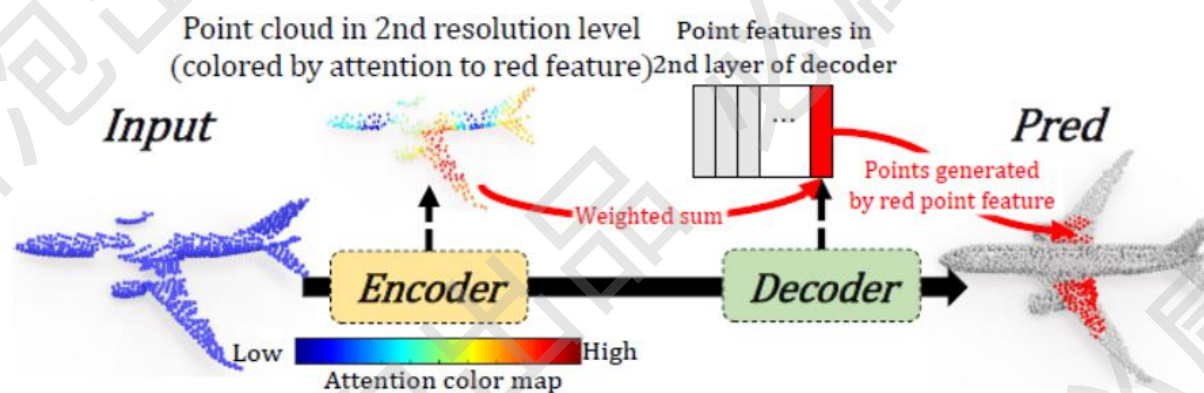 Point cloud in 2nd resolution level
(colored by attention to red feature)
Point features in
2nd layer of decoder
...
Input
Pred
Points generated
by red point feature
Weighted sum
Encoder
Decoder
Low
High
Attention color map